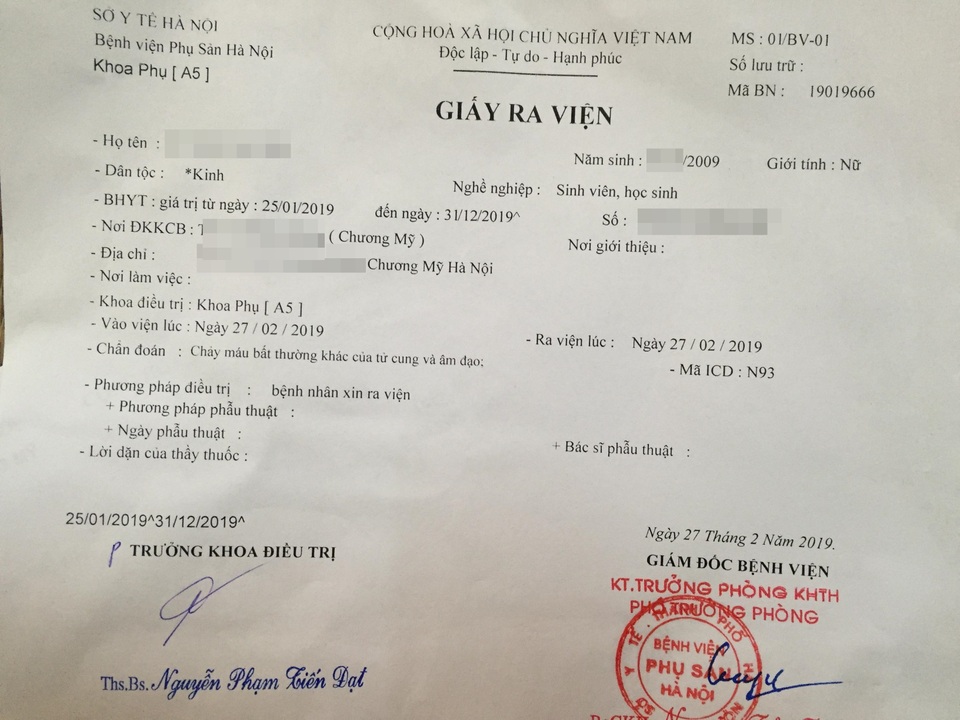 SỞ Y TẾ HÀ NỘI
Bệnh viện Phụ Sản Hà Nội
Khoa Phụ [ A5 ]
CỘNG HOÀ XÃ HỘI CHỦ NGHĨA VIỆT NAM
Độc lập - Tự do - Hạnh phúc
MS : 01/BV-01
Số lưu trữ :
Mã BN : 19019666
GIẤY RA VIỆN
- Họ tên :
Năm sinh : /2009 Giới tính : Nữ
- Dân tộc : *Kinh
Nghề nghiệp : Sinh viên, học sinh
- BHYT : giá trị từ ngày : 25/01/2019 đến ngày : 31/12/2019^ Số :
- Nơi ĐKKCB : ( Chương Mỹ ) Nơi giới thiệu :
- Địa chỉ : Chương Mỹ Hà Nội
- Nơi làm việc :
- Khoa điều trị : Khoa Phụ [ A5 ]
- Vào viện lúc : Ngày 27 / 02 / 2019 - Ra viện lúc : Ngày 27 / 02 / 2019
- Chẩn đoán : Chảy máu bất thường khác của tử cung và âm đạo; - Mã ICD : N93
- Phương pháp điều trị : bệnh nhân xin ra viện
+ Phương pháp phẫu thuật :
+ Ngày phẫu thuật : + Bác sĩ phẫu thuật :
- Lời dặn của thầy thuốc :
25/01/2019^31/12/2019^
Ngày 27 Tháng 2 Năm 2019.
P TRƯỞNG KHOA ĐIỀU TRỊ
GIÁM ĐỐC BỆNH VIỆN
KT.TRƯỞNG PHÒNG KHTH
PHÓ TRƯỞNG PHÒNG
BỆNH VIỆN
PHỤ SẢN
HÀ NỘI
Ths.Bs. Nguyễn Phạm Tiến Đạt